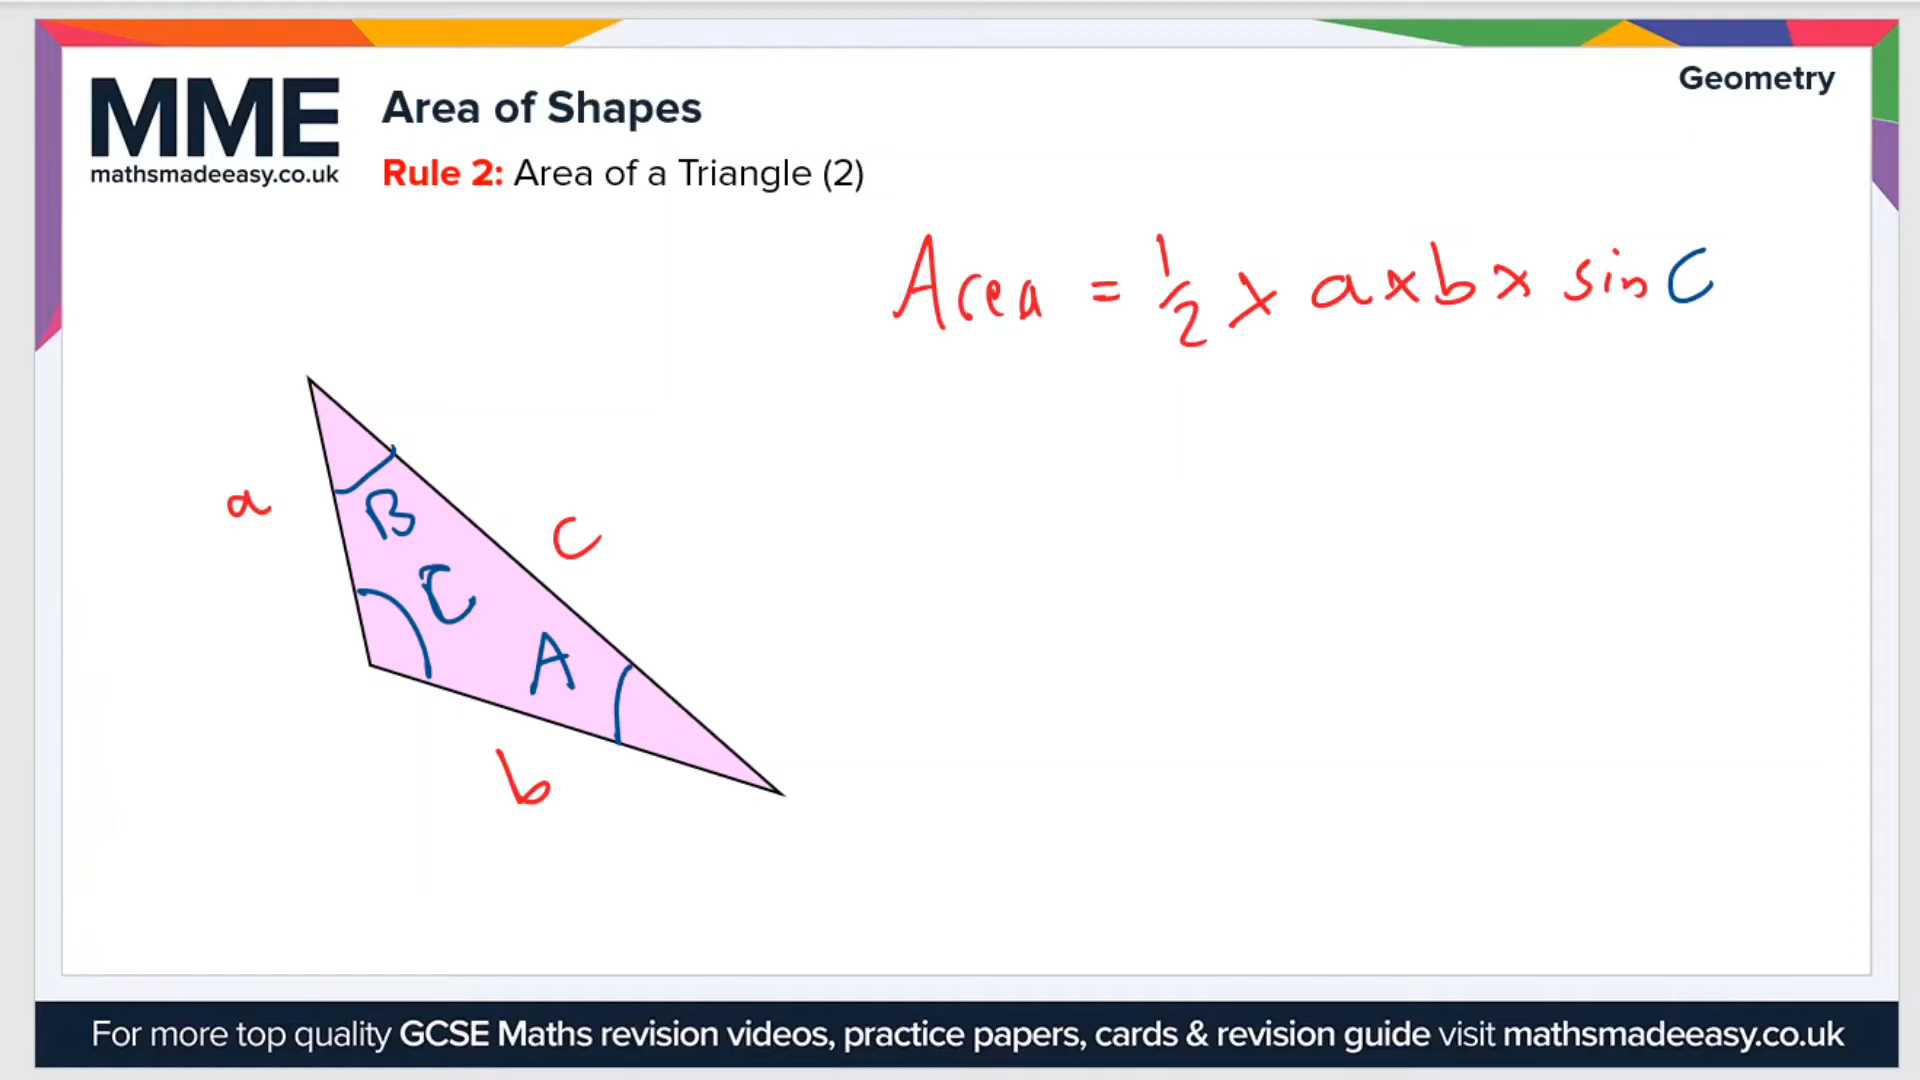 Geometry
MME
mathsmadeeasy.co.uk
Area of Shapes
Rule 2: Area of a Triangle (2)
Area = 1/2 x a x b x sin C
a
B
c
C
A
b
For more top quality GCSE Maths revision videos, practice papers, cards & revision guide visit mathsmadeeasy.co.uk